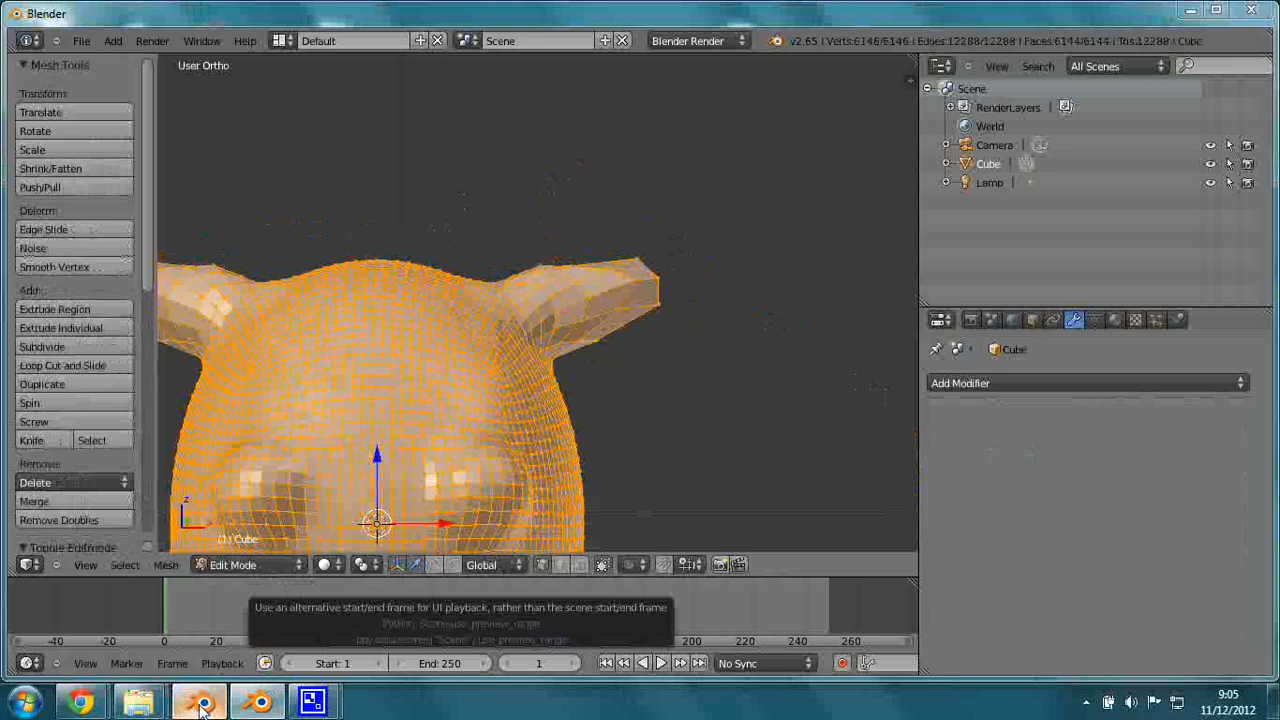 Blender
File Add Render Window Help Default Scene Blender Render v2.65 | Verts:6146/6146 | Edges:12288/12288 | Faces:6144/6144 | Tris:12288 | Cube
Mesh Tools
User Ortho
View Search All Scenes
Transform:
Translate
Rotate
Scale
Shrink/Fatten
Push/Pull
Deform:
Edge Slide
Noise
Smooth Vertex
Add:
Extrude Region
Extrude Individual
Subdivide
Loop Cut and Slide
Duplicate
Spin
Screw
Knife Select
Remove:
Delete
Merge
Remove Doubles
Toggle Editmode
z
(1) Cube
Scene
RenderLayers
World
Camera
Cube
Lamp
Cube
Add Modifier
View Select Mesh Edit Mode Global
Use an alternative start/end frame for UI playback, rather than the scene start/end frame
-40 -20 0 20 200 220 240 260
View Marker Frame Playback Start: 1 End: 250 1 No Sync
9:05
11/12/2012